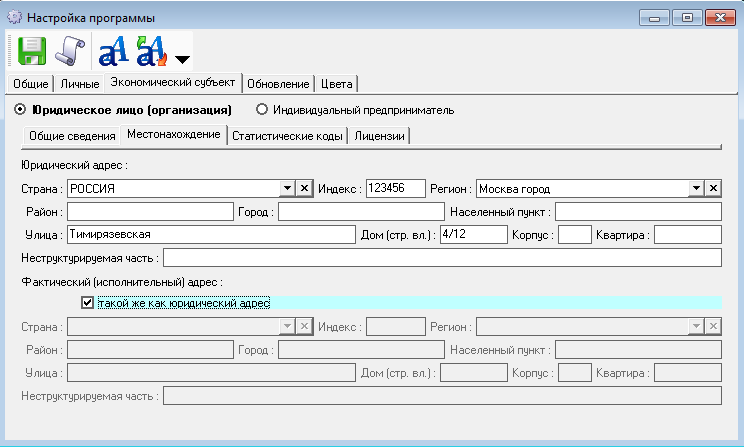 Настройка программы
Общие Личные Экономический субъект Обновление Цвета
Юридическое лицо (организация) Индивидуальный предприниматель
Общие сведения Местонахождение Статистические коды Лицензии
Юридический адрес :
Страна : РОССИЯ Индекс : 123456 Регион : Москва город
Район : Город : Населенный пункт :
Улица : Тимирязевская Дом (стр. вл.) : 4/12 Корпус : Квартира :
Неструктурируемая часть :
Фактический (исполнительный) адрес :
такой же как юридический адрес
Страна : Индекс : Регион :
Район : Город : Населенный пункт :
Улица : Дом (стр. вл.) : Корпус : Квартира :
Неструктурируемая часть :